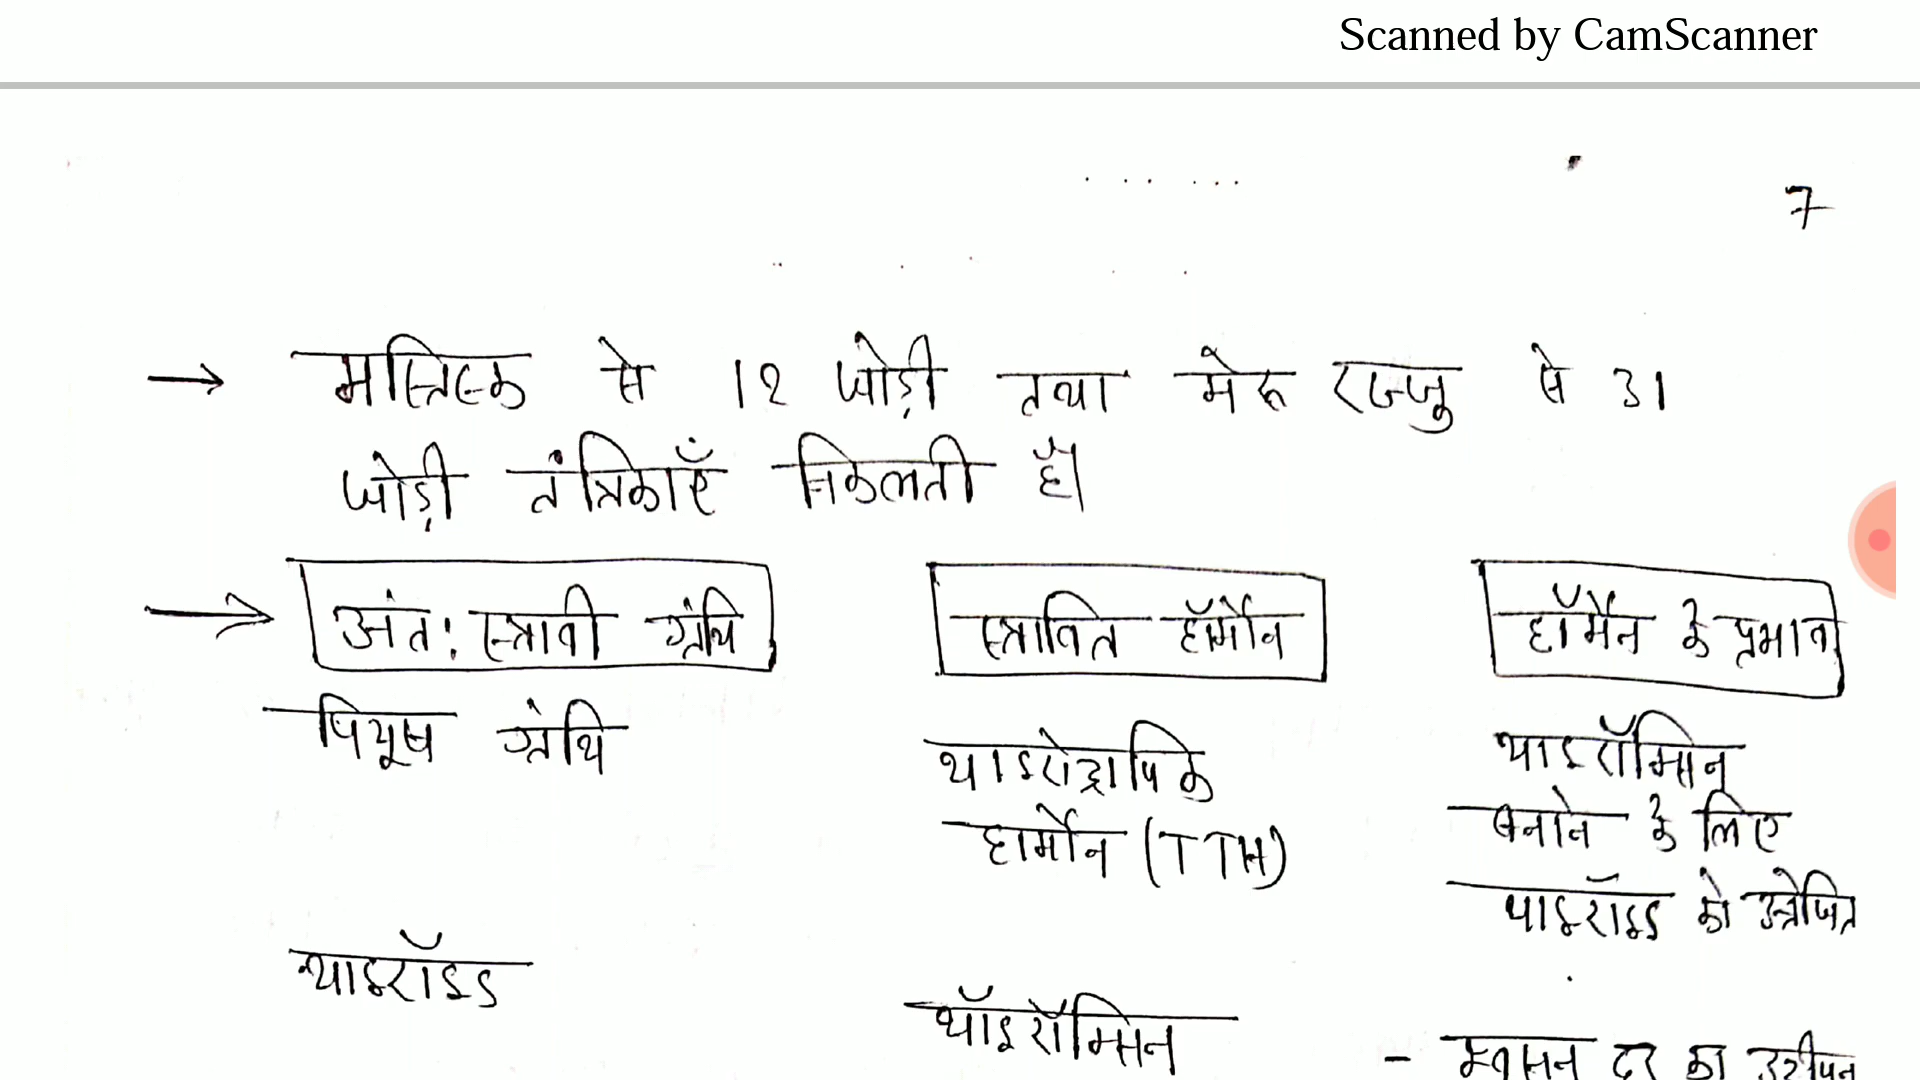 Scanned by CamScanner
7
→ मस्तिष्क से 12 जोड़ी तथा मेरू रज्जु से 31
जोड़ी तंत्रिकाएँ निकलती हैं।
→ अंत: स्त्रावी ग्रंथि स्त्रावित हॉर्मोन हॉर्मोन के प्रभाव
पियूष ग्रंथि थाइरोट्रापिक थाइरॉक्सिन
हार्मोन (TTH) बनाने के लिए
थाइरॉइड को उत्तेजित
थाइरॉइड
थॉइरॉक्सिन - श्वसन दर का उद्दीपन